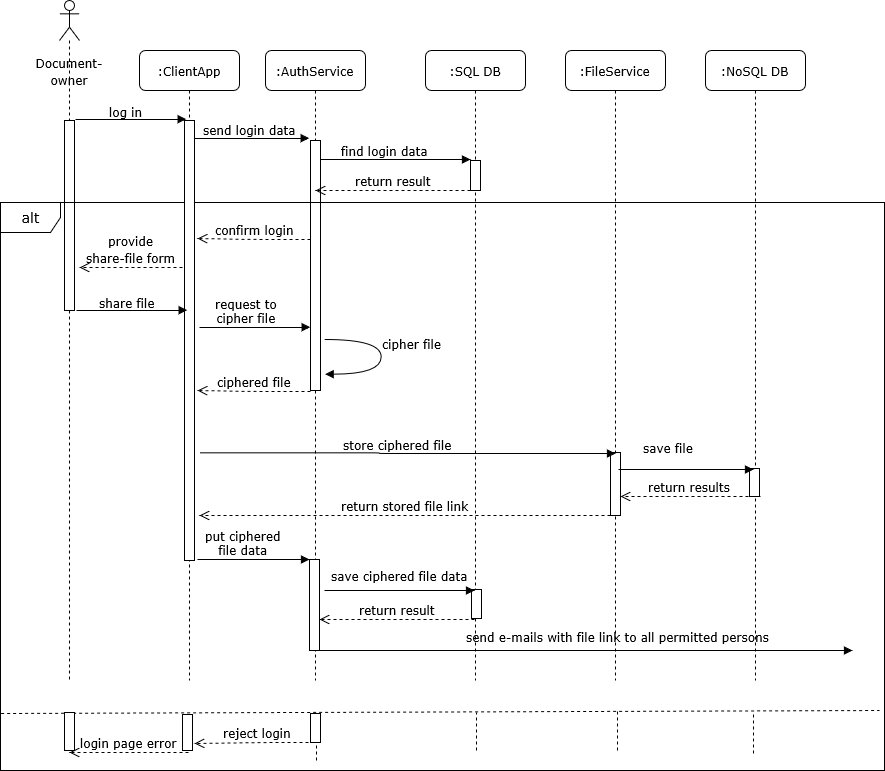 Document-
owner
:ClientApp
:AuthService
:SQL DB
:FileService
:NoSQL DB
log in
send login data
find login data
return result
alt
confirm login
provide
share-file form
share file
request to
cipher file
cipher file
ciphered file
store ciphered file
save file
return results
return stored file link
put ciphered
file data
save ciphered file data
return result
send e-mails with file link to all permitted persons
reject login
login page error